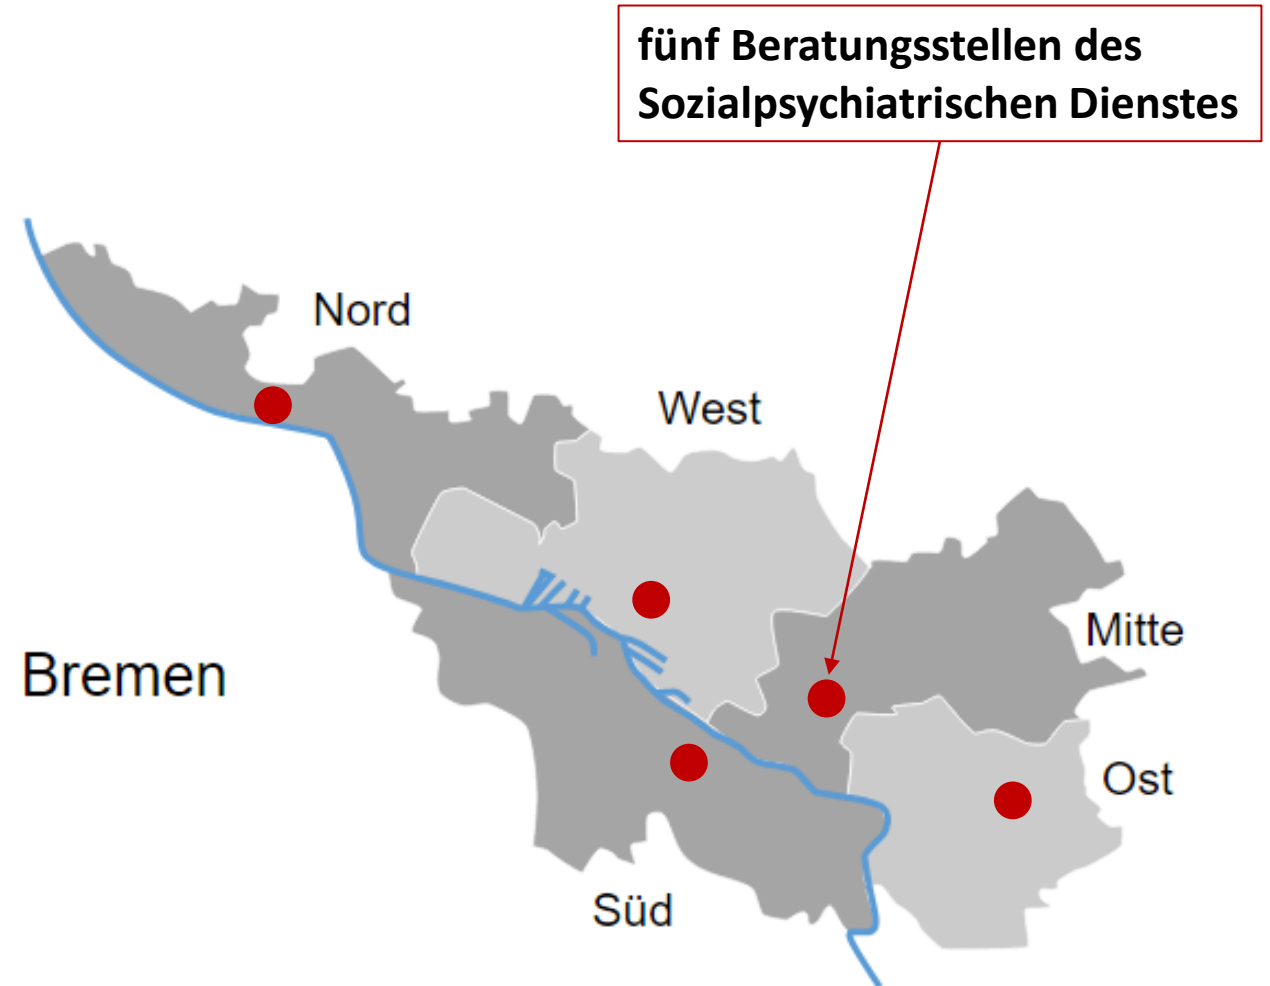 fünf Beratungsstellen des
Sozialpsychiatrischen Dienstes
Nord
West
Mitte
Bremen
Ost
Süd